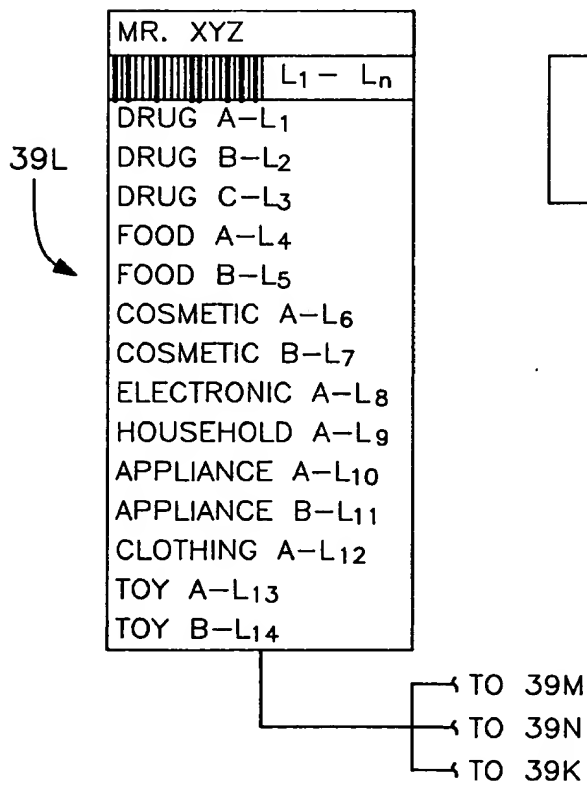 MR. XYZ
L1 – Ln
DRUG A–L1
DRUG B–L2
39L
DRUG C–L3
FOOD A–L4
FOOD B–L5
COSMETIC A–L6
COSMETIC B–L7
ELECTRONIC A–L8
HOUSEHOLD A–L9
APPLIANCE A–L10
APPLIANCE B–L11
CLOTHING A–L12
TOY A–L13
TOY B–L14
TO 39M
TO 39N
TO 39K